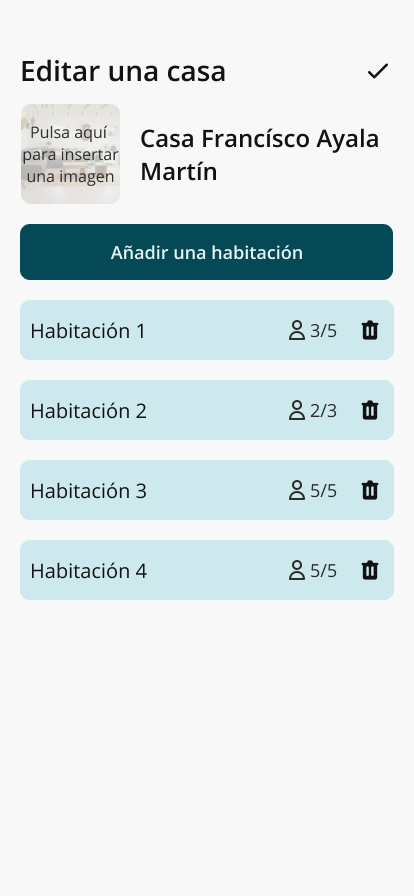 Editar una casa
Pulsa aquí
para insertar
una imagen
Casa Francísco Ayala
Martín
Añadir una habitación
Habitación 1 3/5
Habitación 2 2/3
Habitación 3 5/5
Habitación 4 5/5